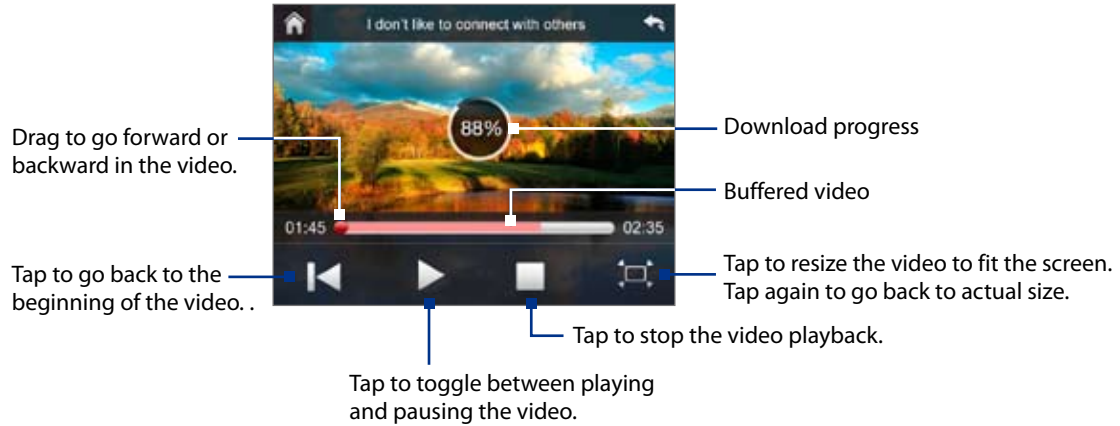 I don't like to connect with others
88%
Drag to go forward or
backward in the video.
Download progress
Buffered video
01:45
02:35
Tap to go back to the
beginning of the video. .
Tap to resize the video to fit the screen.
Tap again to go back to actual size.
Tap to stop the video playback.
Tap to toggle between playing
and pausing the video.